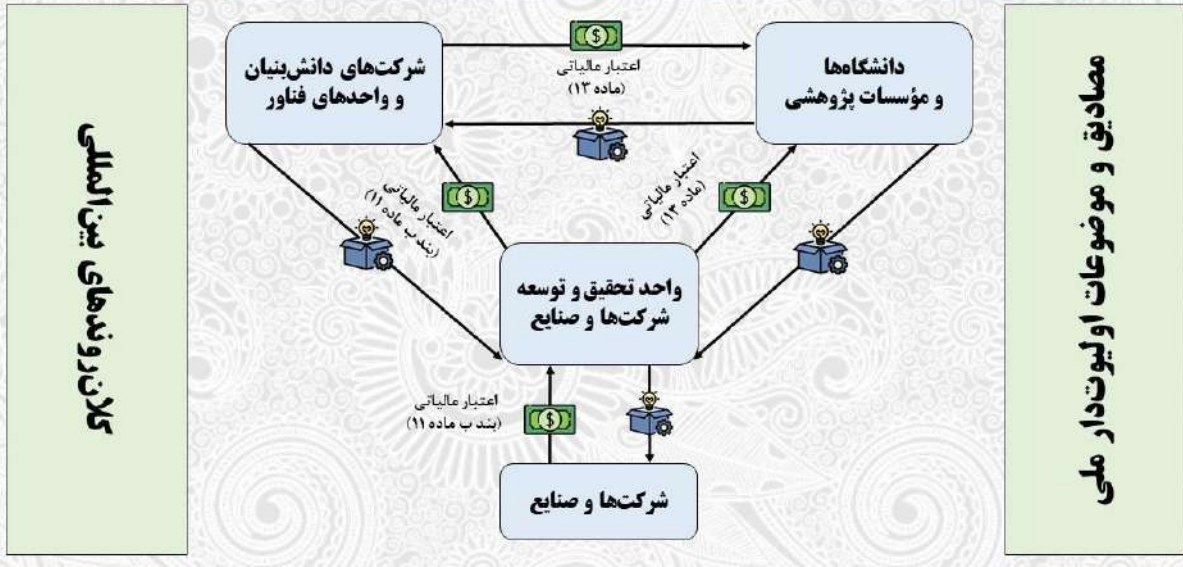 مصادیق و موضوعات اولیت‌دار ملی
دانشگاه‌ها
و مؤسسات پژوهشی
اعتبار مالیاتی
(ماده ۱۳)
شرکت‌های دانش‌بنیان
و واحدهای فناور
اعتبار مالیاتی
(ماده ۱۳)
اعتبار مالیاتی
(بند ب ماده ۱۱)
واحد تحقیق و توسعه
شرکت‌ها و صنایع
اعتبار مالیاتی
(بند ب ماده ۱۱)
شرکت‌ها و صنایع
کلان‌روندهای بین‌المللی